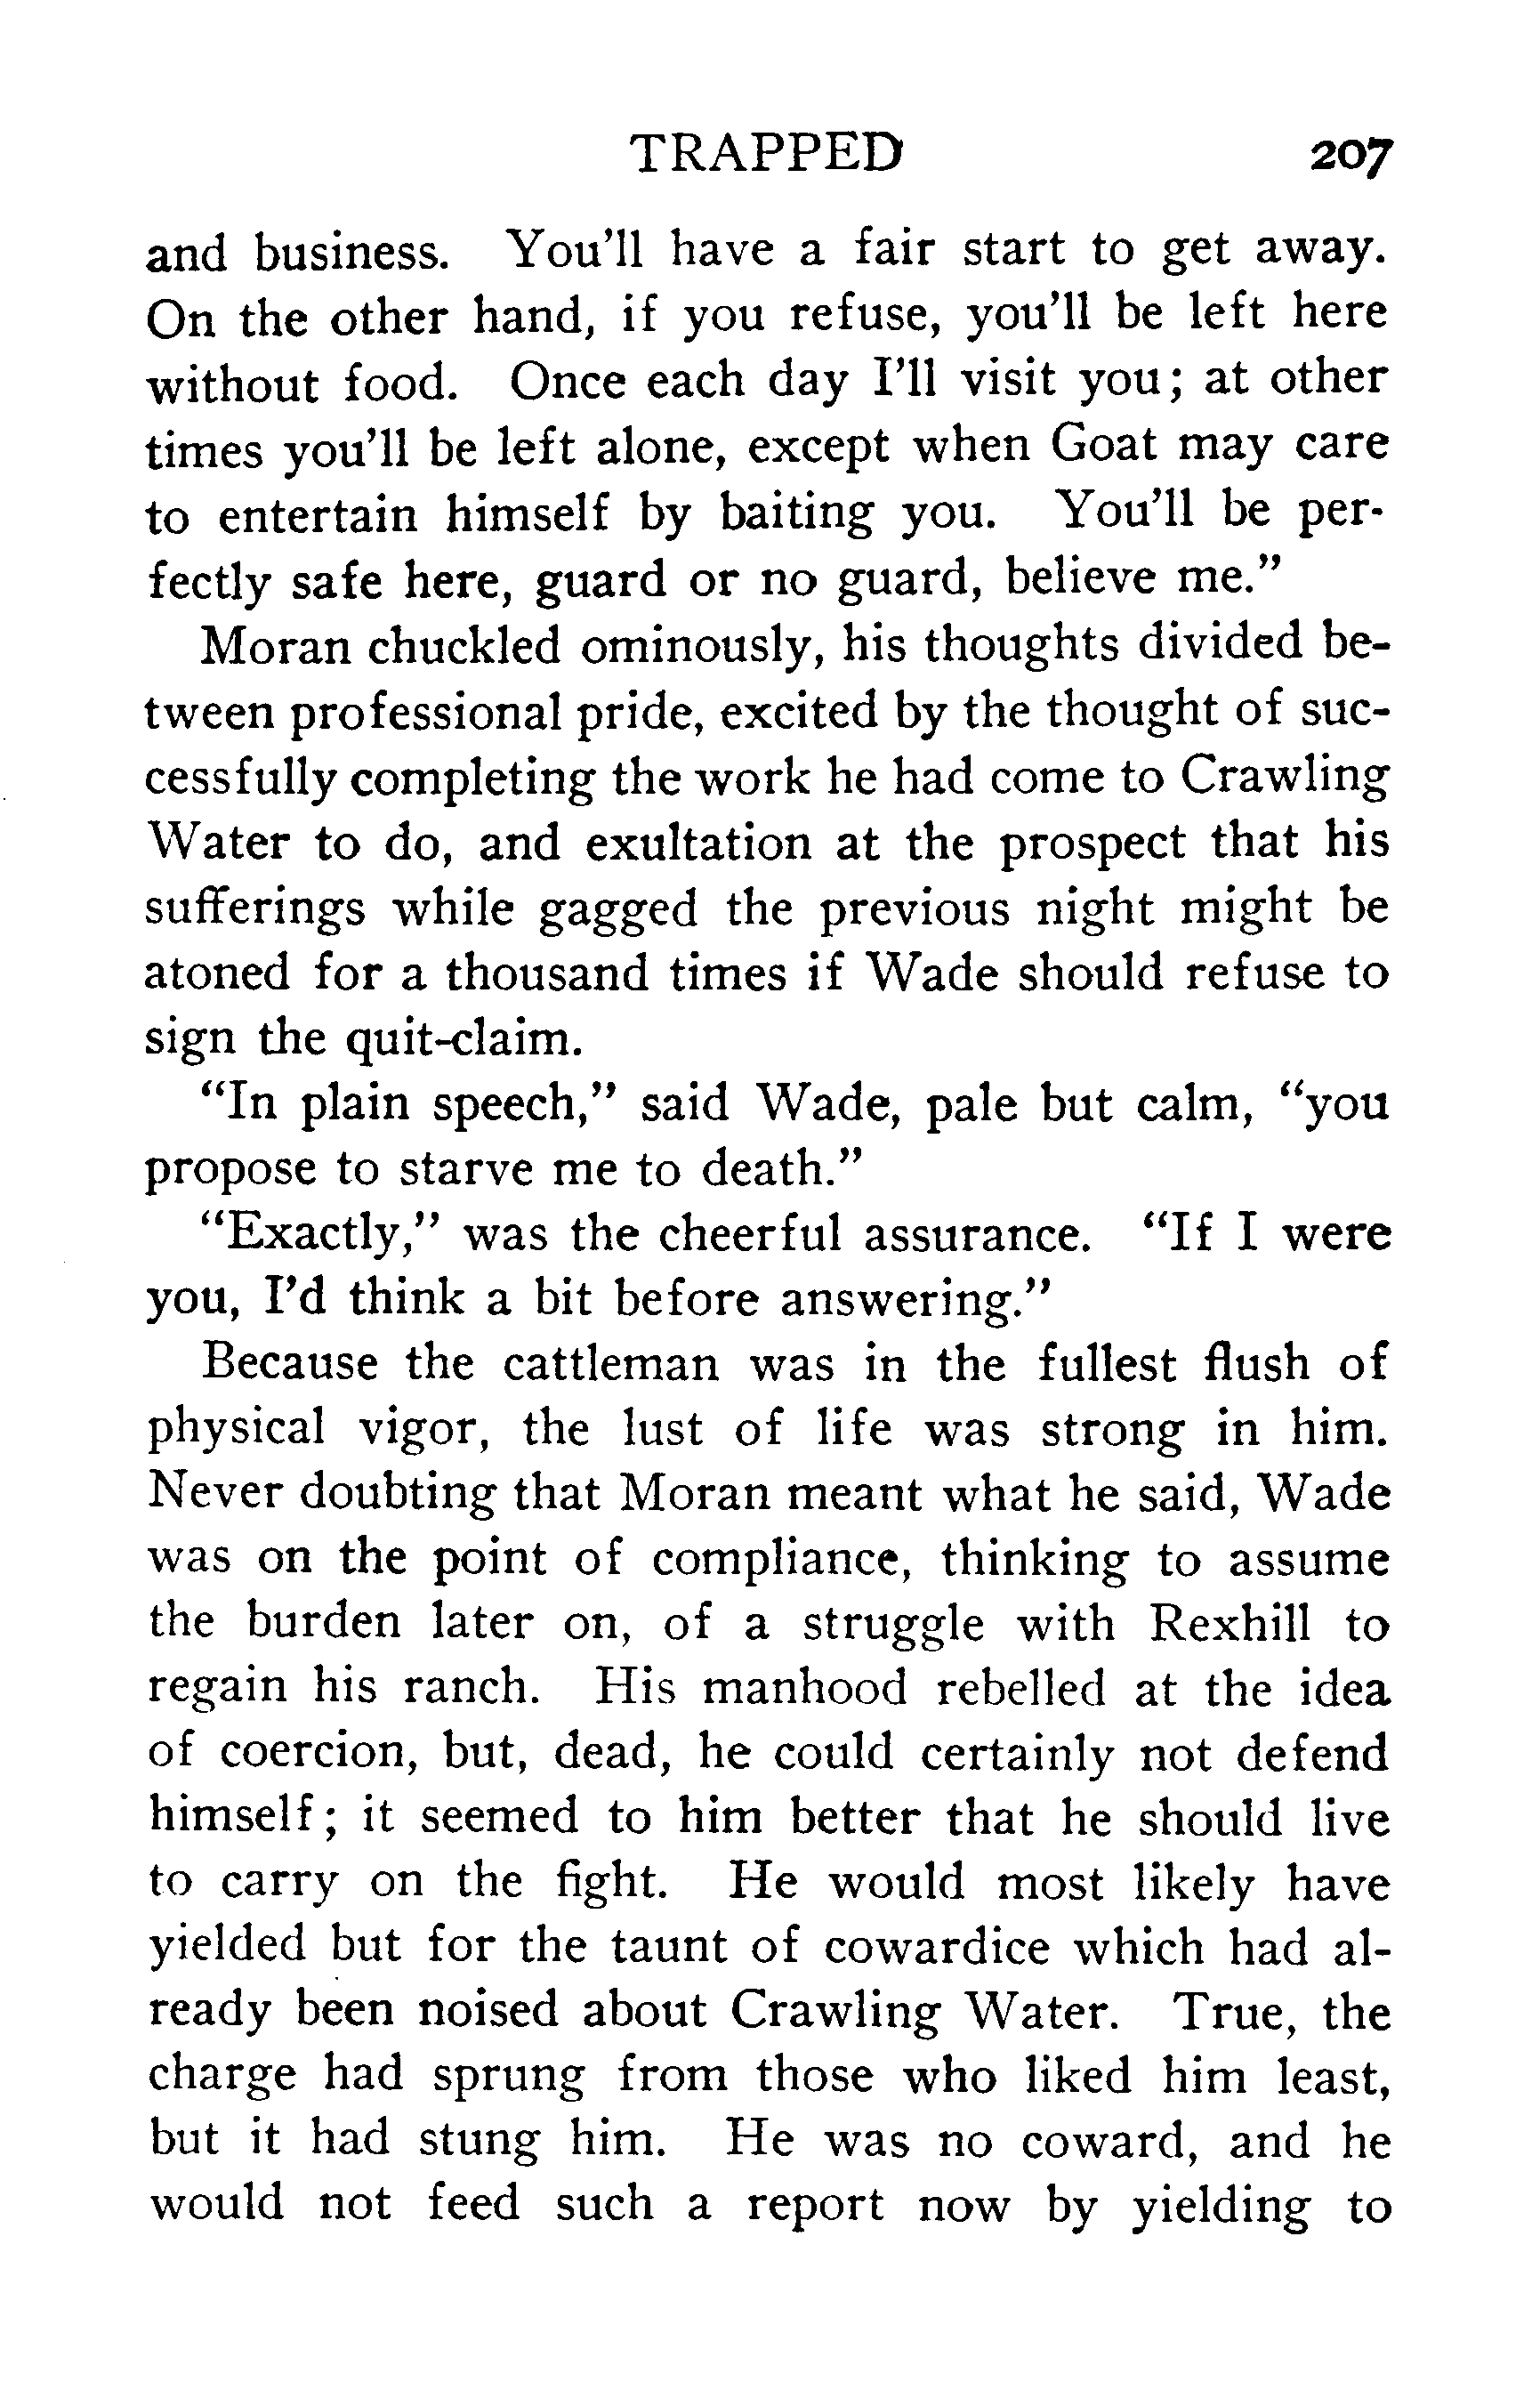 TRAPPED 207
and business. You'll have a fair start to get away.
On the other hand, if you refuse, you'll be left here
without food. Once each day I'll visit you; at other
times you'll be left alone, except when Goat may care
to entertain himself by baiting you. You'll be per-
fectly safe here, guard or no guard, believe me."
Moran chuckled ominously, his thoughts divided be-
tween professional pride, excited by the thought of suc-
cessfully completing the work he had come to Crawling
Water to do, and exultation at the prospect that his
sufferings while gagged the previous night might be
atoned for a thousand times if Wade should refuse to
sign the quit-claim.
"In plain speech," said Wade, pale but calm, "you
propose to starve me to death."
"Exactly," was the cheerful assurance. "If I were
you, I'd think a bit before answering."
Because the cattleman was in the fullest flush of
physical vigor, the lust of life was strong in him.
Never doubting that Moran meant what he said, Wade
was on the point of compliance, thinking to assume
the burden later on, of a struggle with Rexhill to
regain his ranch. His manhood rebelled at the idea
of coercion, but, dead, he could certainly not defend
himself; it seemed to him better that he should live
to carry on the fight. He would most likely have
yielded but for the taunt of cowardice which had al-
ready been noised about Crawling Water. True, the
charge had sprung from those who liked him least,
but it had stung him. He was no coward, and he
would not feed such a report now by yielding to